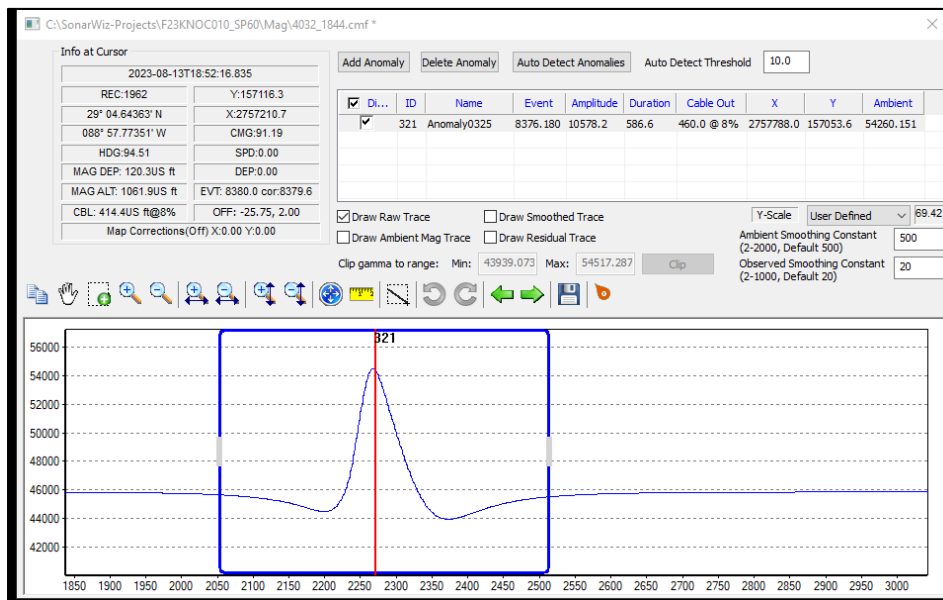 C:\SonarWiz-Projects\F23KNOC010_SP60\Mag\4032_1844.cmf *
Info at Cursor
2023-08-13T18:52:16.835
REC:1962 Y:157116.3
29° 04.64363' N X:2757210.7
088° 57.77351' W CMG:91.19
HDG:94.51 SPD:0.00
MAG DEP: 120.3US ft DEP:0.00
MAG ALT: 1061.9US ft EVT: 8380.0 cor:8379.6
CBL: 414.4US ft@8% OFF: -25.75, 2.00
Map Corrections(Off) X:0.00 Y:0.00
Add Anomaly Delete Anomaly Auto Detect Anomalies Auto Detect Threshold 10.0
Di... ID Name Event Amplitude Duration Cable Out X Y Ambient
321 Anomaly0325 8376.180 10578.2 586.6 460.0 @ 8% 2757788.0 157053.6 54260.151
Draw Raw Trace Draw Smoothed Trace Y-Scale User Defined 69.42
Draw Ambient Mag Trace Draw Residual Trace
Ambient Smoothing Constant
(2-2000, Default 500) 500
Clip gamma to range: Min: 43939.073 Max: 54517.287 Clip
Observed Smoothing Constant
(2-1000, Default 20) 20
321
56000
54000
52000
50000
48000
46000
44000
42000
1850 1900 1950 2000 2050 2100 2150 2200 2250 2300 2350 2400 2450 2500 2550 2600 2650 2700 2750 2800 2850 2900 2950 3000